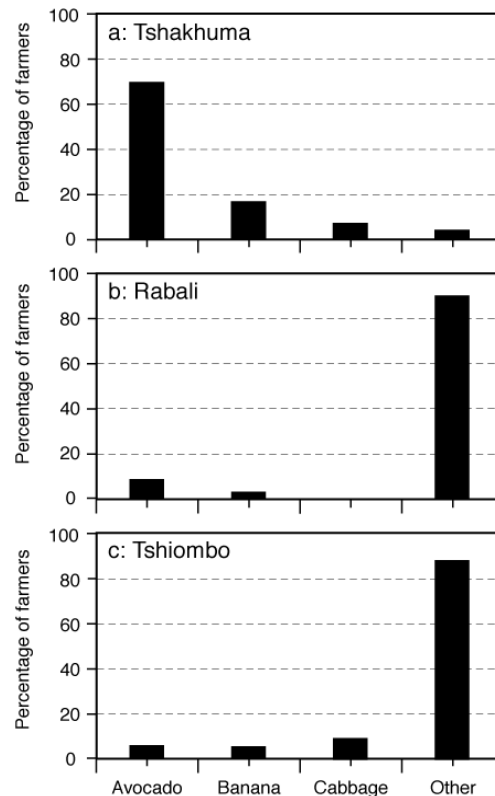 Percentage of farmers
100
80
60
40
20
0
a: Tshakhuma
Percentage of farmers
100
80
60
40
20
0
b: Rabali
Percentage of farmers
100
80
60
40
20
0
c: Tshiombo
Avocado Banana Cabbage Other